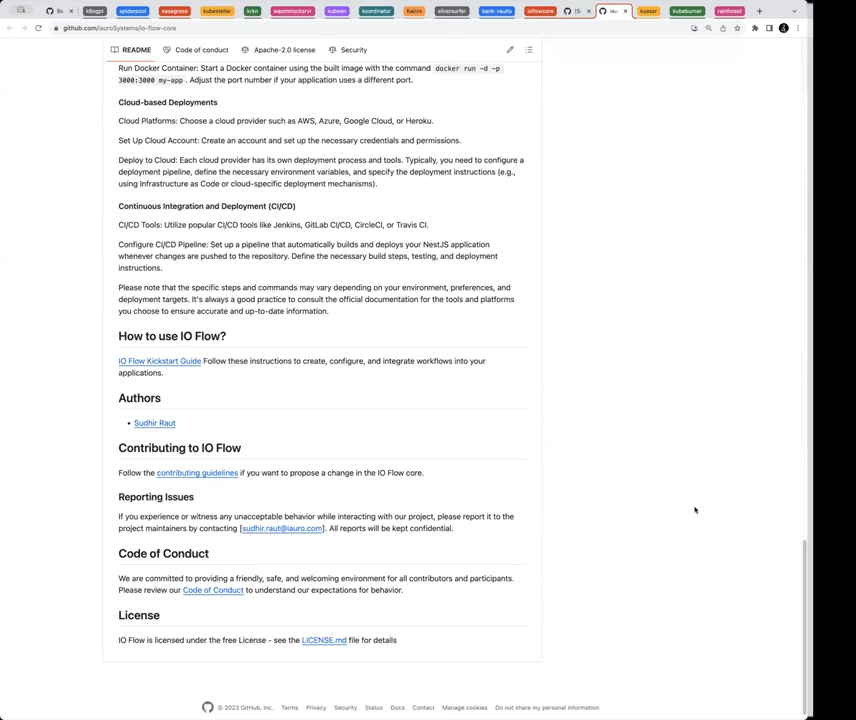 k8sgpt
spiderpool
easegress
kubestellar
krkn
wasmmockarvr
kubean
koordinator
Kairos
silversurfer
bank-vaults
ioflowcore
kuasar
kubeburner
rainforest
github.com/iauroSystems/io-flow-core
README
Code of conduct
Apache-2.0 license
Security
Run Docker Container: Start a Docker container using the built image with the command docker run -d -p
3000:3000 my-app . Adjust the port number if your application uses a different port.
Cloud-based Deployments
Cloud Platforms: Choose a cloud provider such as AWS, Azure, Google Cloud, or Heroku.
Set Up Cloud Account: Create an account and set up the necessary credentials and permissions.
Deploy to Cloud: Each cloud provider has its own deployment process and tools. Typically, you need to configure a
deployment pipeline, define the necessary environment variables, and specify the deployment instructions (e.g.,
using Infrastructure as Code or cloud-specific deployment mechanisms).
Continuous Integration and Deployment (CI/CD)
CI/CD Tools: Utilize popular CI/CD tools like Jenkins, GitLab CI/CD, CircleCI, or Travis CI.
Configure CI/CD Pipeline: Set up a pipeline that automatically builds and deploys your NestJS application
whenever changes are pushed to the repository. Define the necessary build steps, testing, and deployment
instructions.
Please note that the specific steps and commands may vary depending on your environment, preferences, and
deployment targets. It's always a good practice to consult the official documentation for the tools and platforms
you choose to ensure accurate and up-to-date information.
How to use IO Flow?
IO Flow Kickstart Guide Follow these instructions to create, configure, and integrate workflows into your
applications.
Authors
• Sudhir Raut
Contributing to IO Flow
Follow the contributing guidelines if you want to propose a change in the IO Flow core.
Reporting Issues
If you experience or witness any unacceptable behavior while interacting with our project, please report it to the
project maintainers by contacting [sudhir.raut@iauro.com]. All reports will be kept confidential.
Code of Conduct
We are committed to providing a friendly, safe, and welcoming environment for all contributors and participants.
Please review our Code of Conduct to understand our expectations for behavior.
License
IO Flow is licensed under the free License - see the LICENSE.md file for details
© 2023 GitHub, Inc.
Terms
Privacy
Security
Status
Docs
Contact
Manage cookies
Do not share my personal information